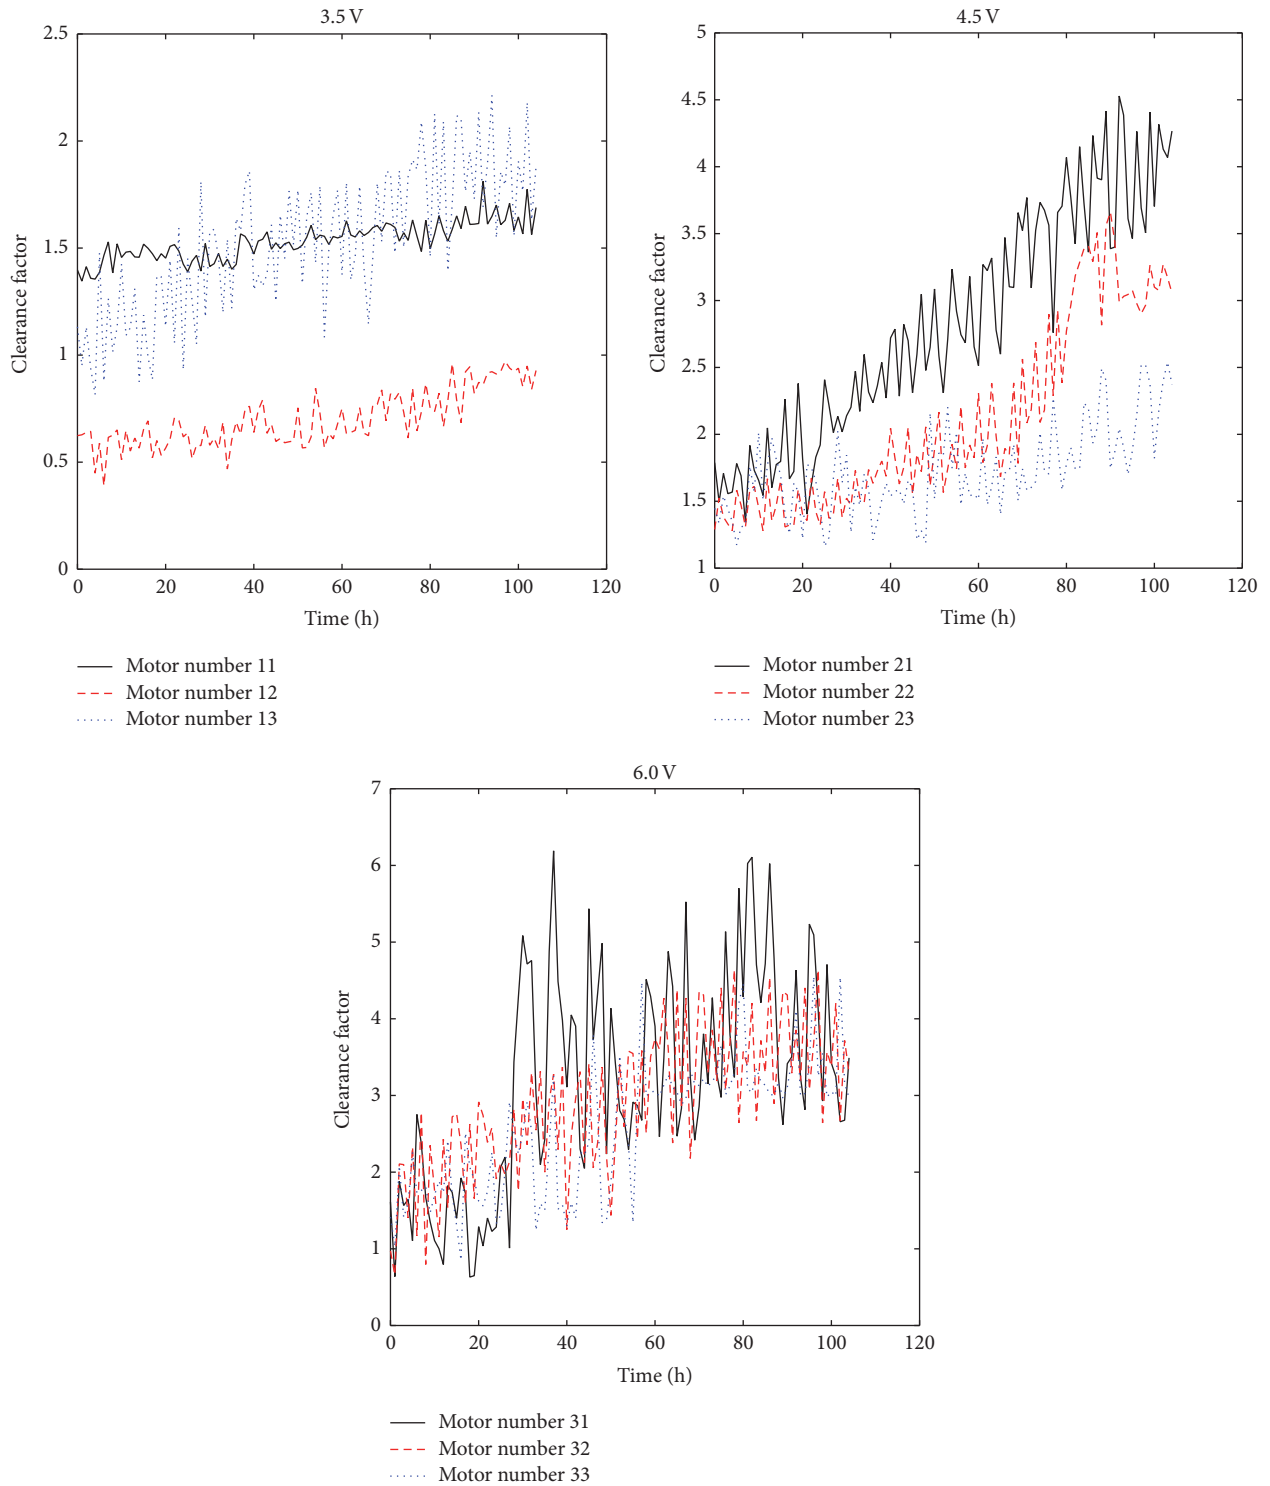 3.5 V
2.5
2
1.5
1
0.5
0
Clearance factor
0 20 40 60 80 100 120
Time (h)
Motor number 11
Motor number 12
Motor number 13
4.5 V
5
4.5
4
3.5
3
2.5
2
1.5
1
Clearance factor
0 20 40 60 80 100 120
Time (h)
Motor number 21
Motor number 22
Motor number 23
6.0 V
7
6
5
4
3
2
1
0
Clearance factor
0 20 40 60 80 100 120
Time (h)
Motor number 31
Motor number 32
Motor number 33